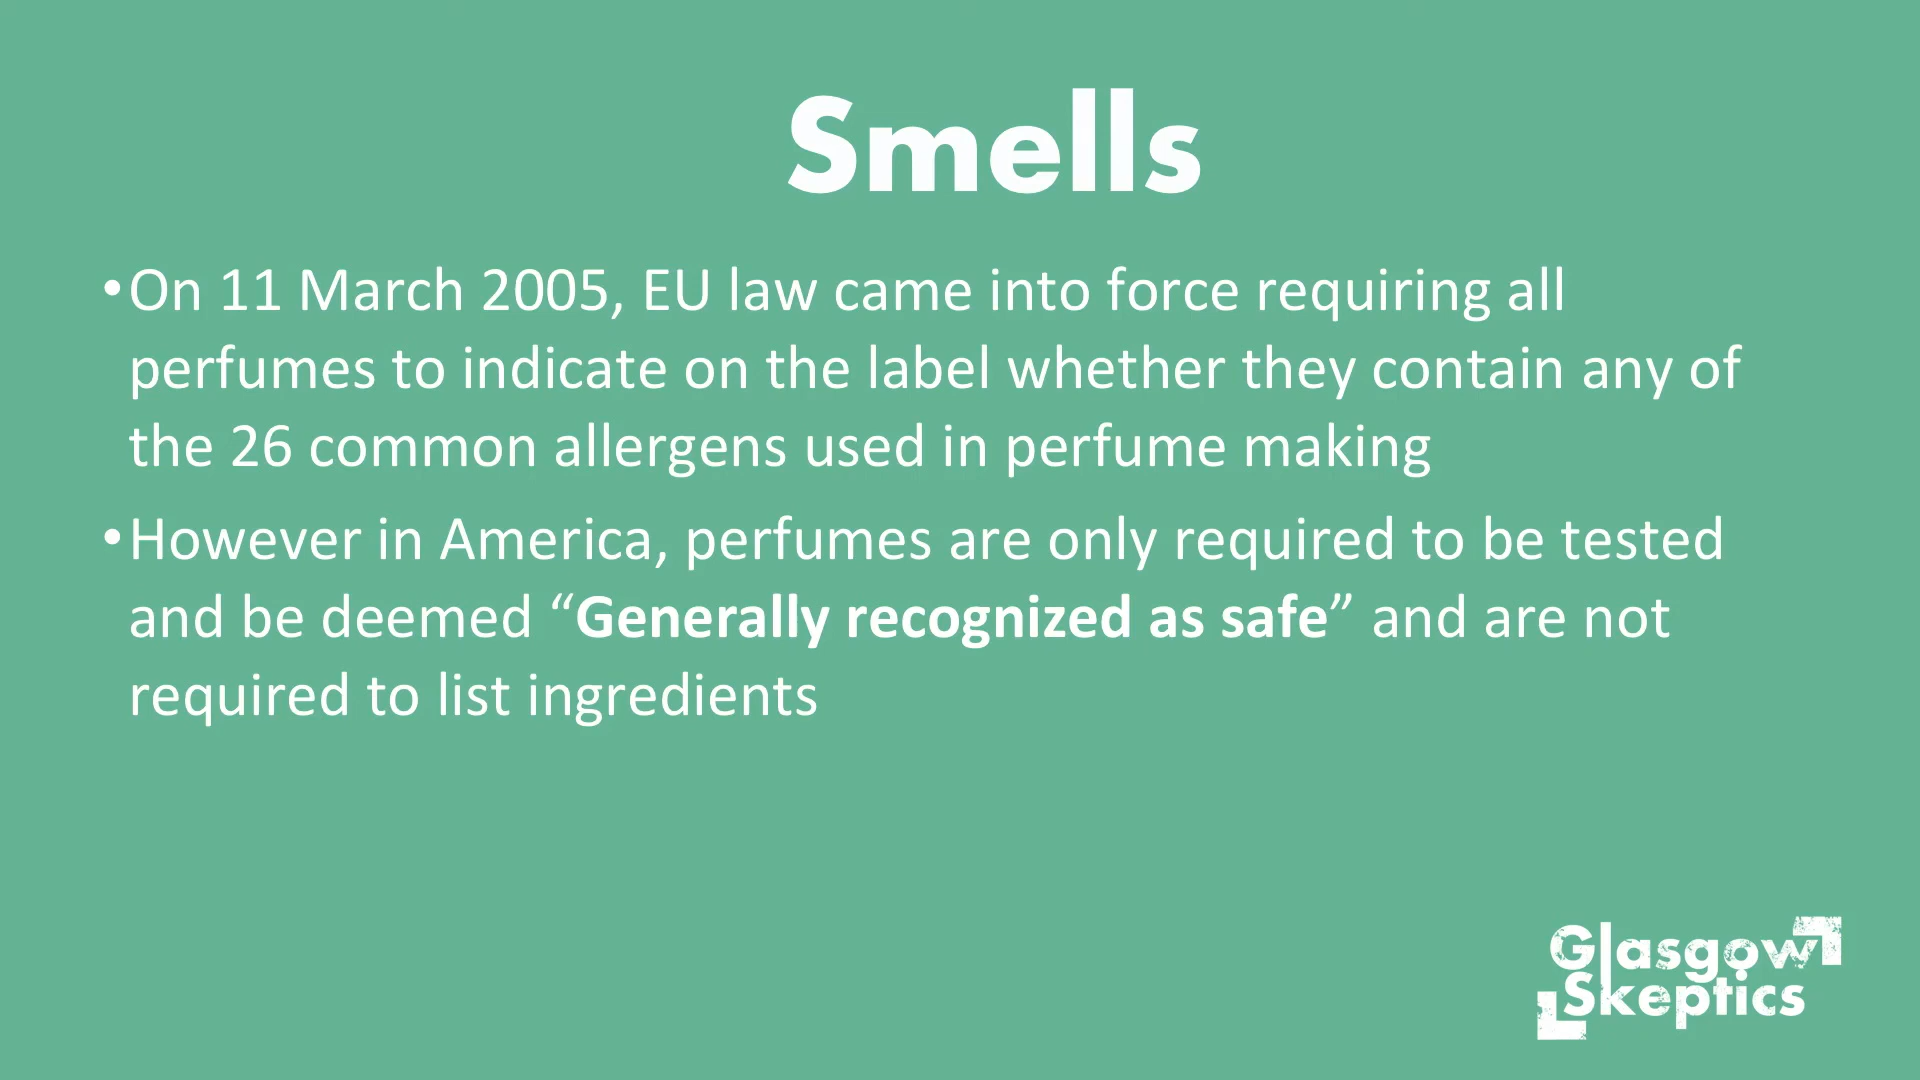 Smells
•On 11 March 2005, EU law came into force requiring all
perfumes to indicate on the label whether they contain any of
the 26 common allergens used in perfume making
•However in America, perfumes are only required to be tested
and be deemed “Generally recognized as safe” and are not
required to list ingredients
Glasgow
Skeptics